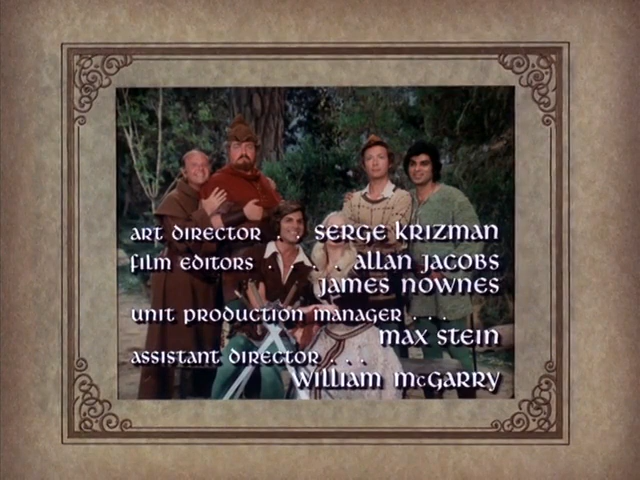 ART DIRECTOR . . SERGE KRIZMAN
FILM EDITORS . . . . ALLAN JACOBS
JAMES NOWNES
UNIT PRODUCTION MANAGER . . .
MAX STEIN
ASSISTANT DIRECTOR . . .
WILLIAM McGARRY